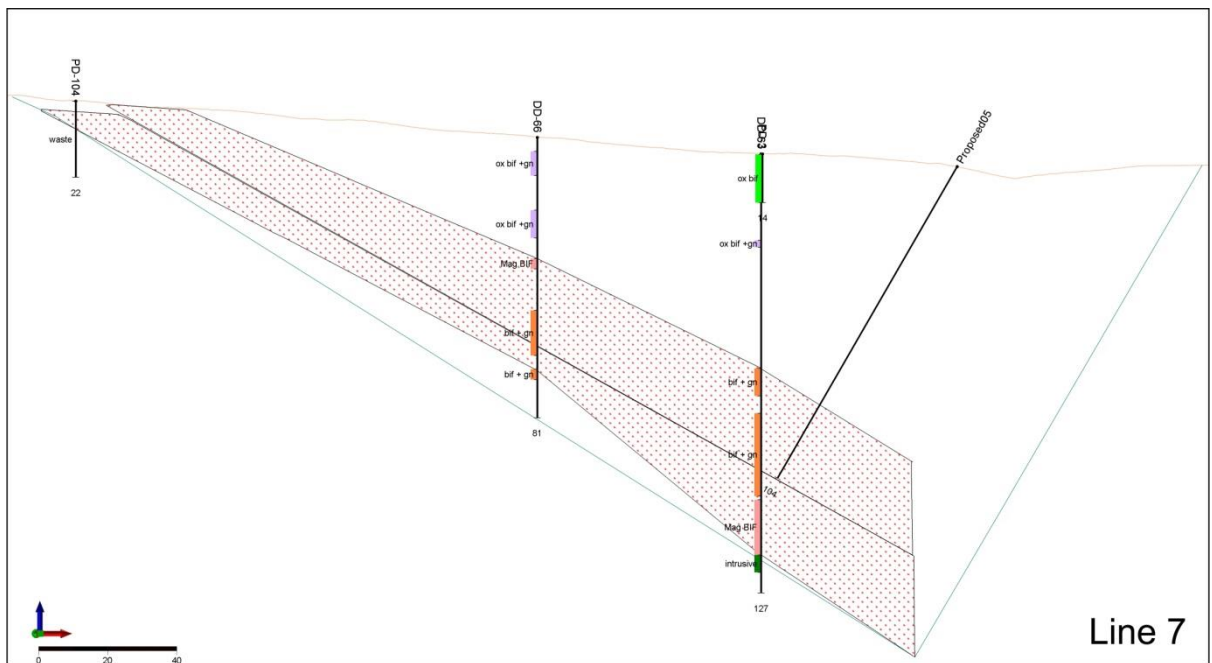 PD-104
waste
22
DD-66
ox bif +gn
ox bif +gn
Mag BIF
bif + gn
bif + gn
81
ox bif
14
ox bif +gn
bif + gn
bif + gn
Mag BIF
intrusive
127
Proposed05
104
0 20 40
Line 7